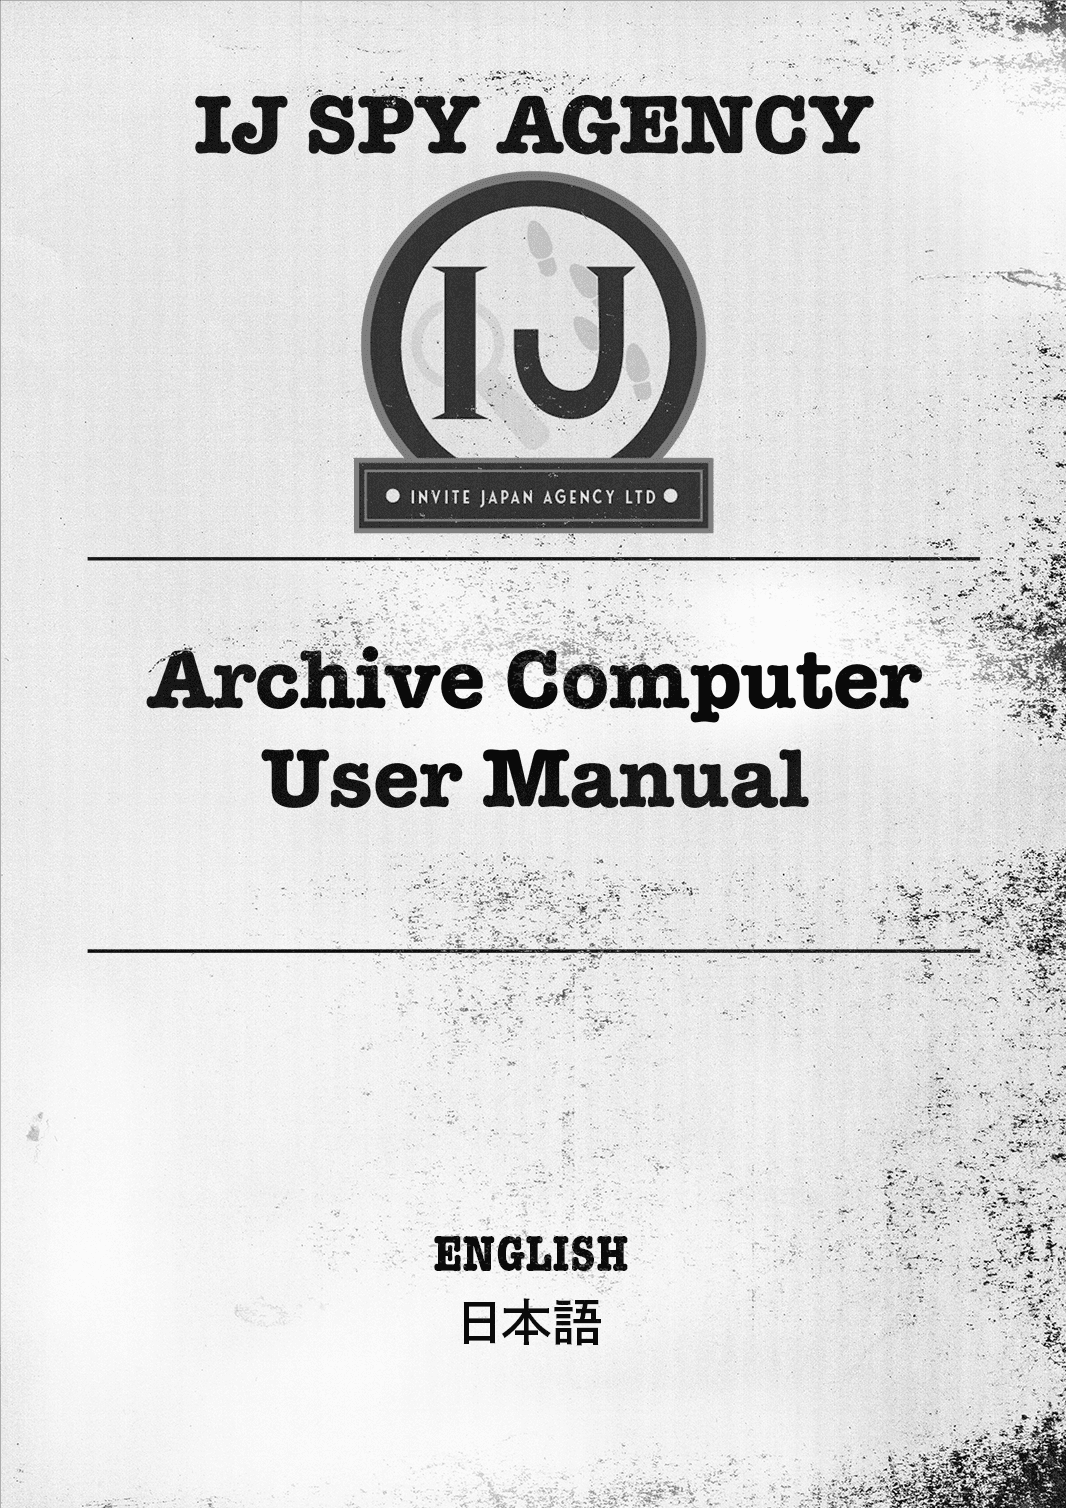 IJ SPY AGENCY
IJ
● INVITE JAPAN AGENCY LTD ●
Archive Computer
User Manual
ENGLISH
日本語